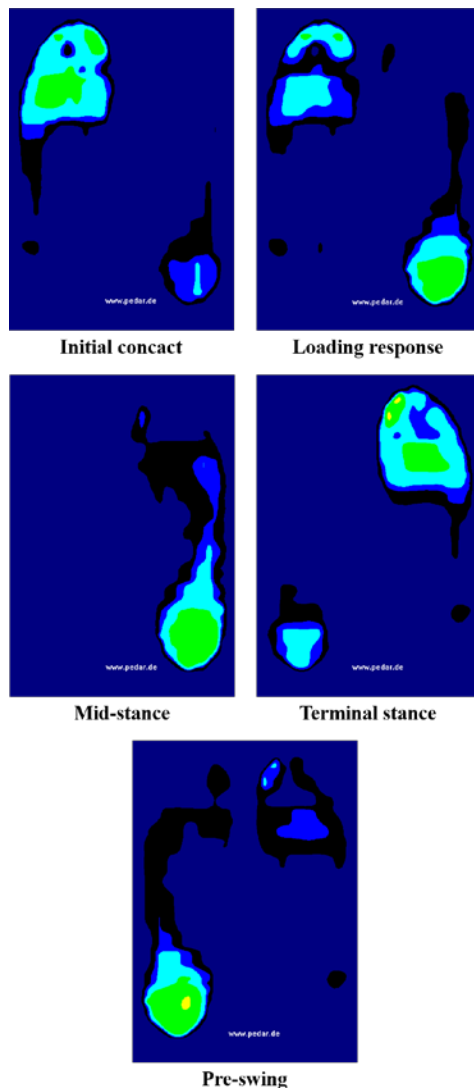 www.pedar.de
www.pedar.de
Initial concact
Loading response
www.pedar.de
www.pedar.de
Mid-stance
Terminal stance
www.pedar.de
Pre-swing